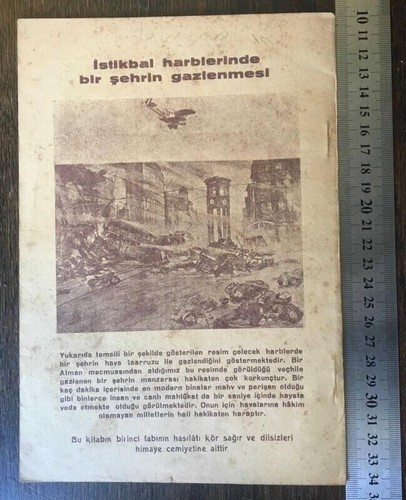 İstikbal harblerinde
bir şehrin gazlenmesi
Yukarıda temsili bir şekilde gösterilen resim gelecek harblerde
bir şehrin hava taarruzu ile gazlendiğini göstermektedir. Bir
Alman mecmuasından aldığımız bu resimde görüldüğü veçhile
gazlenen bir şehrin manzarası hakikaten çok korkunçtur. Bir
kaç dakika içerisinde en modern binalar mahv ve perişan olduğu
gibi binlerce insan ve canlı mahlûkat da bir saniye içinde hayata
veda etmekte olduğu görülmektedir. Onun için havalarına hâkim
olamayan milletlerin hali hakikaten haraptır.
Bu kitabın birinci tabının hasılâtı kör sağır ve dilsizleri
himaye cemiyetine aittir
10 11 12 13 14 15 16 17 18 19 20 21 22 23 24 25 26 27 28 29 30 31 32 33 34